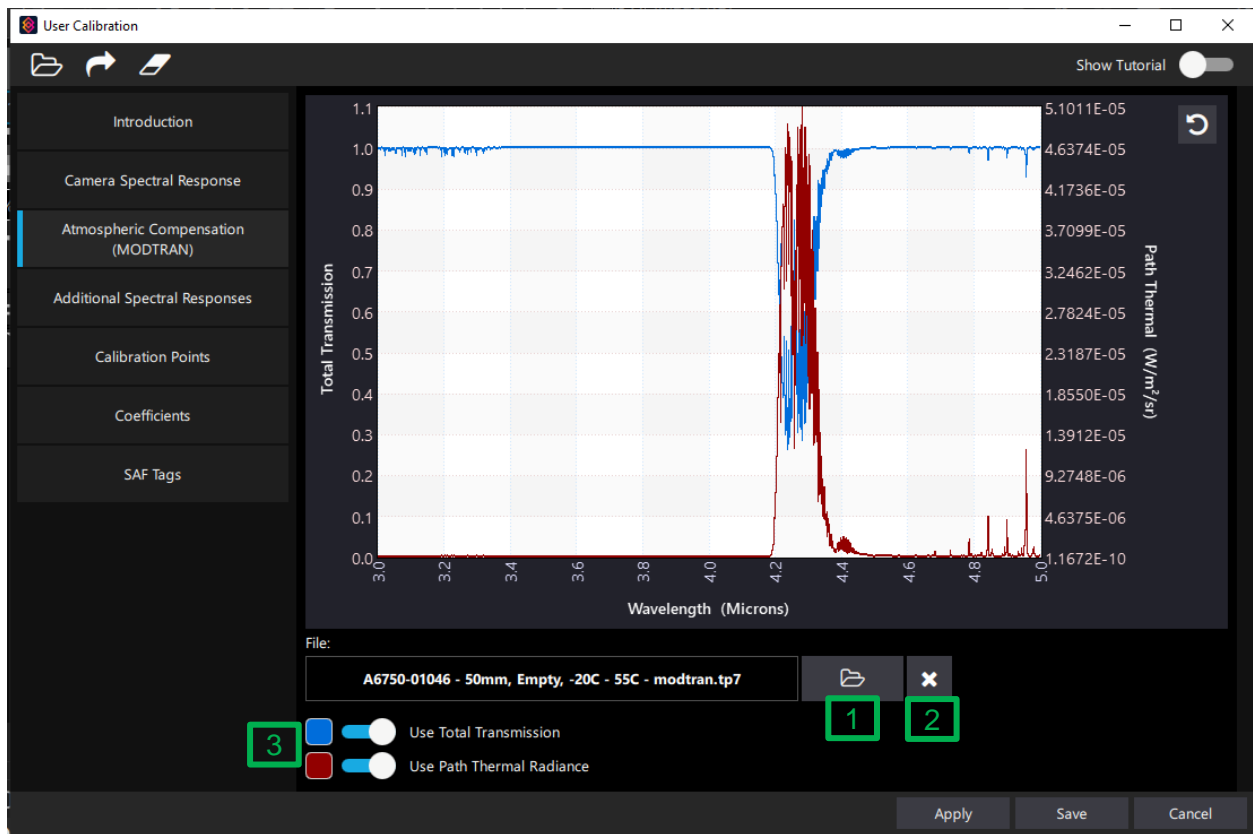 User Calibration
Show Tutorial
Introduction
Camera Spectral Response
Atmospheric Compensation
(MODTRAN)
Additional Spectral Responses
Calibration Points
Coefficients
SAF Tags
Total Transmission
1.1
1.0
0.9
0.8
0.7
0.6
0.5
0.4
0.3
0.2
0.1
0.0
3.0
3.2
3.4
3.6
3.8
4.0
4.2
4.4
4.6
4.8
5.0
Wavelength (Microns)
5.1011E-05
4.6374E-05
4.1736E-05
3.7099E-05
3.2462E-05
2.7824E-05
2.3187E-05
1.8550E-05
1.3912E-05
9.2748E-06
4.6375E-06
1.1672E-10
Path Thermal (W/m²/sr)
File:
A6750-01046 - 50mm, Empty, -20C - 55C - modtran.tp7
1
2
3
Use Total Transmission
Use Path Thermal Radiance
Apply
Save
Cancel